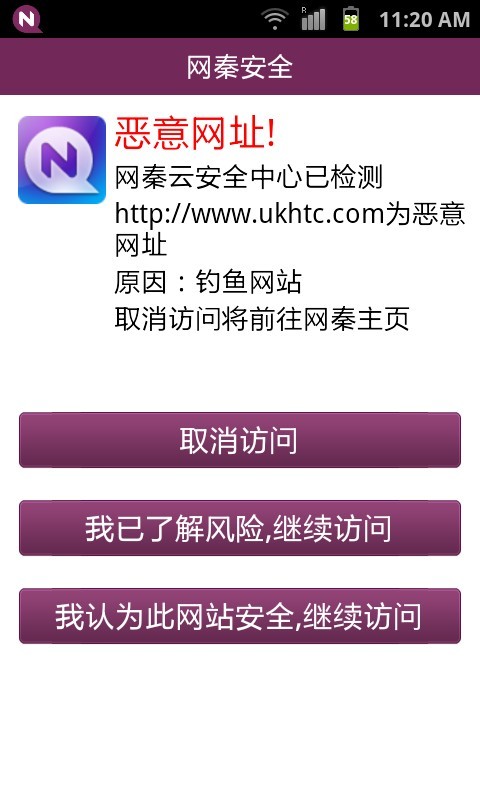 N
R
58
11:20 AM
网秦安全
N
恶意网址!
网秦云安全中心已检测
http://www.ukhtc.com为恶意
网址
原因：钓鱼网站
取消访问将前往网秦主页
取消访问
我已了解风险,继续访问
我认为此网站安全,继续访问